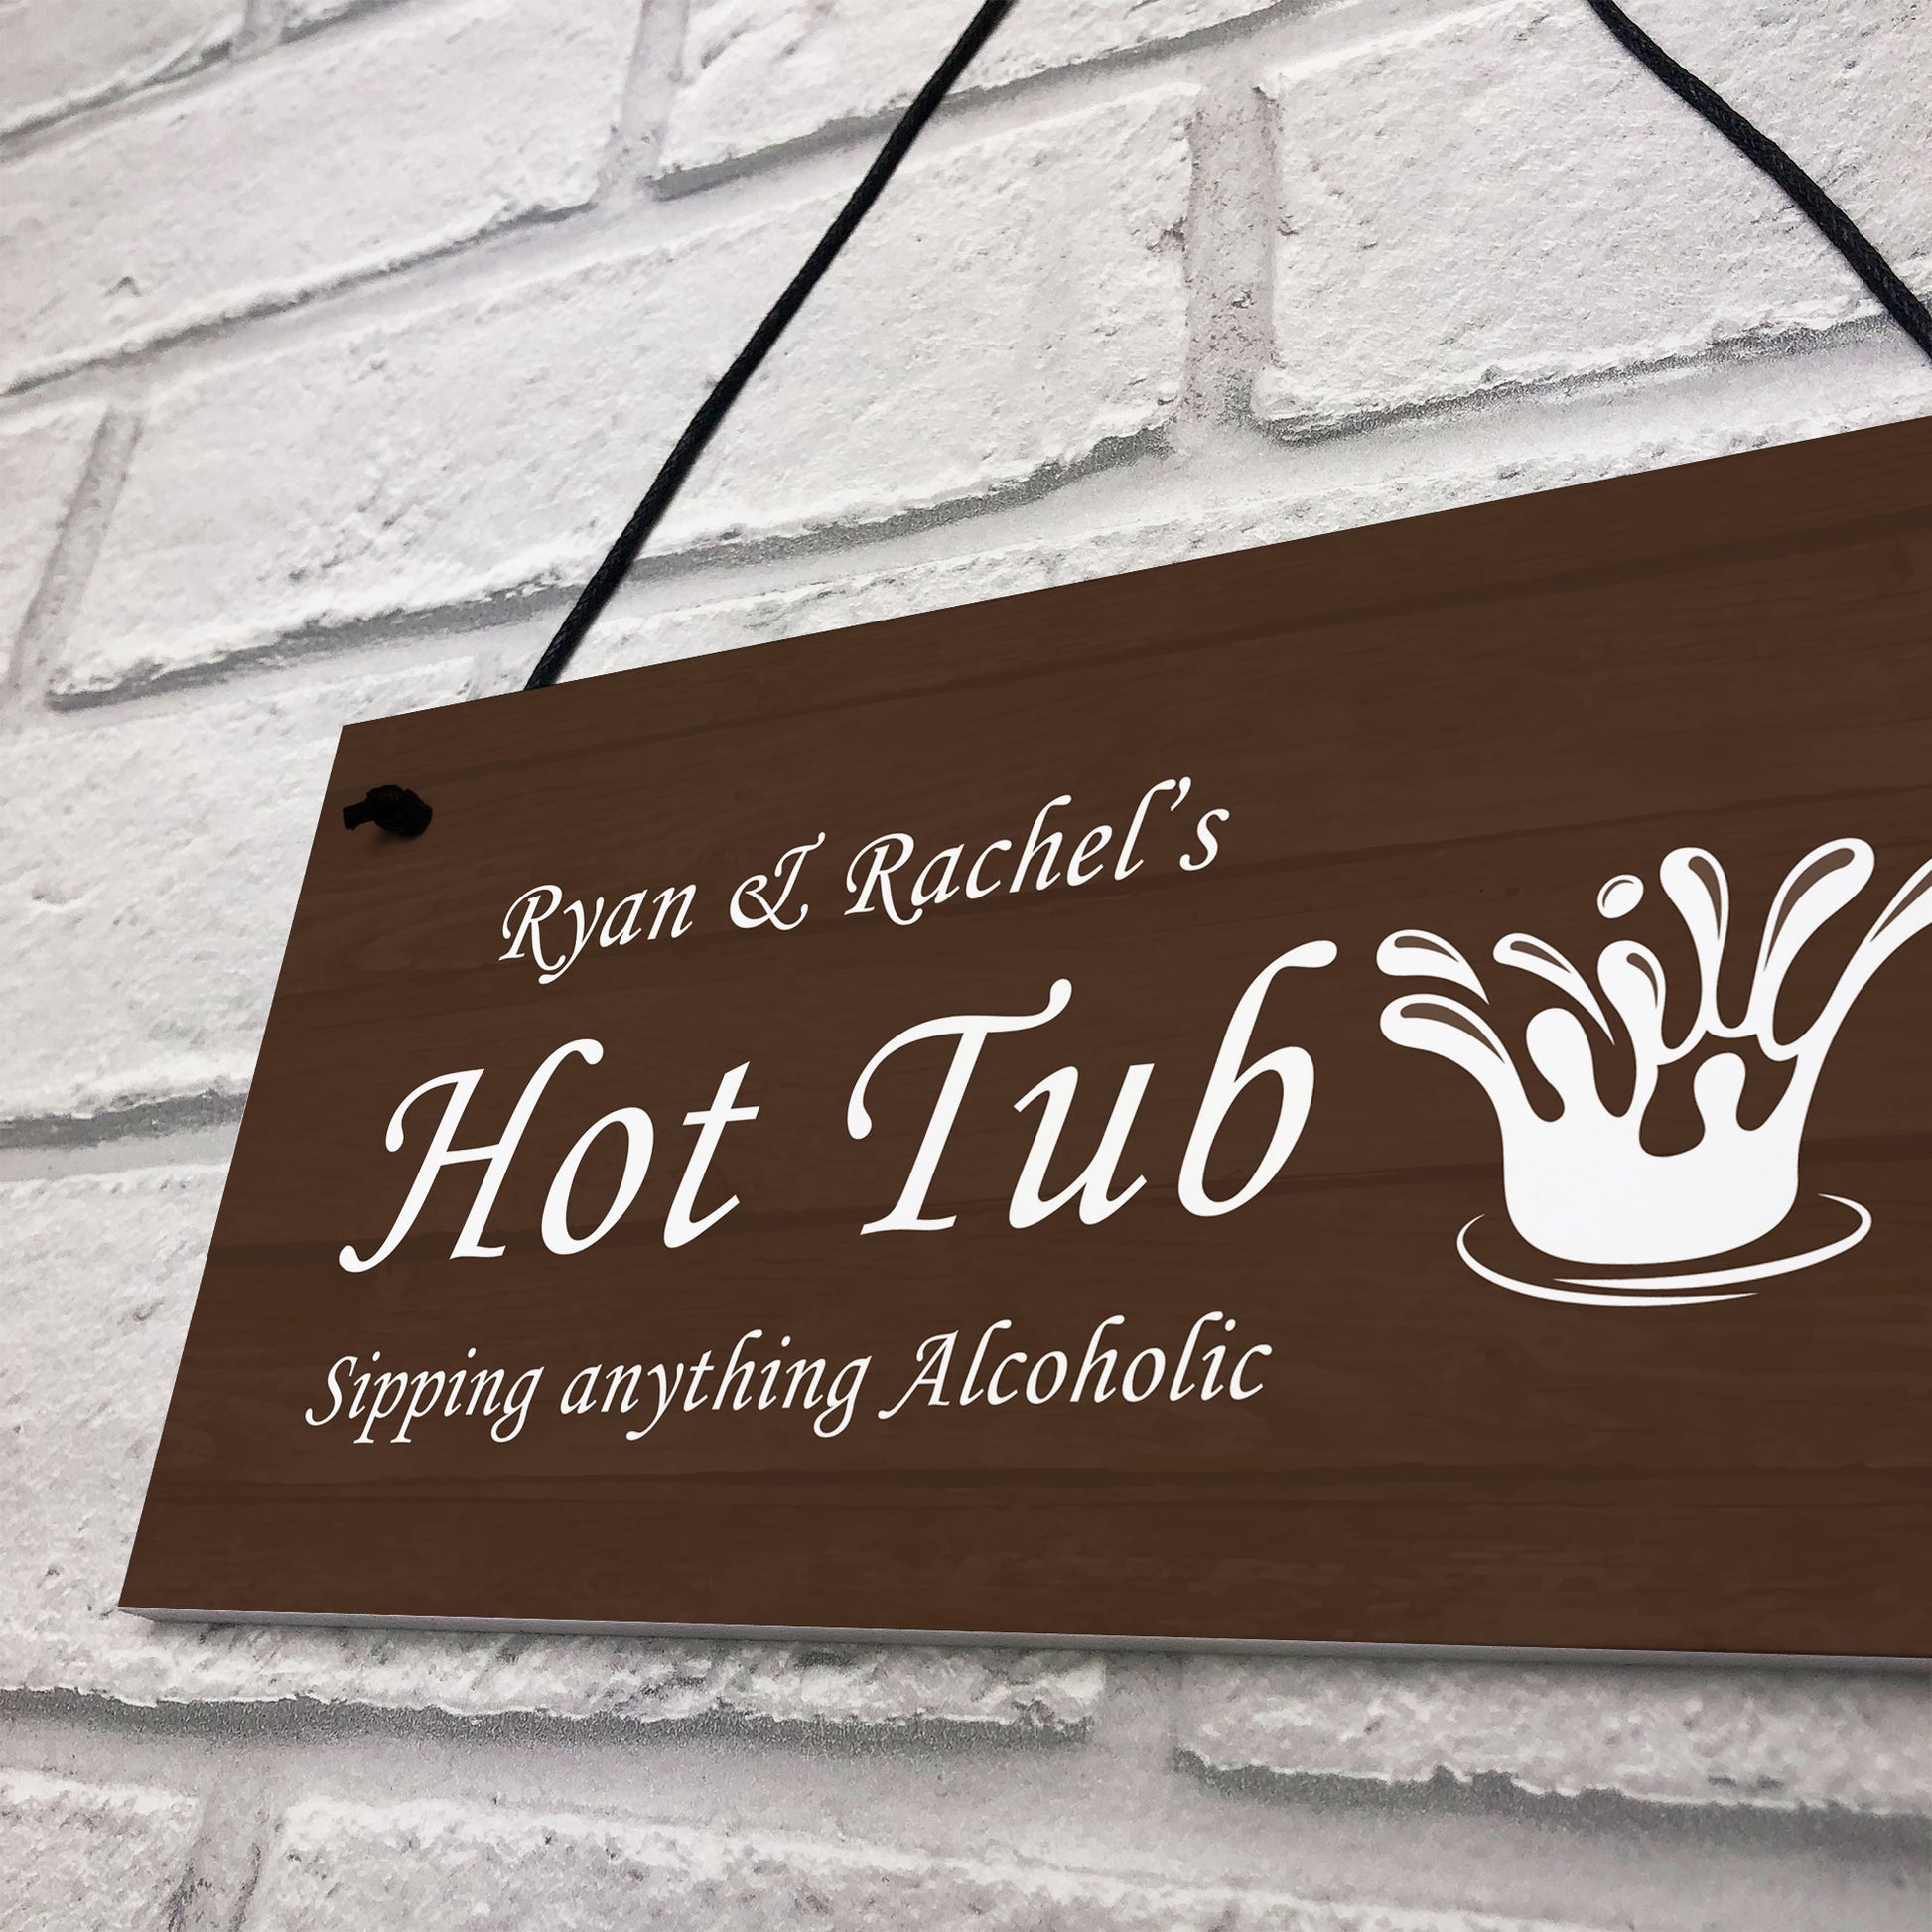 Ryan & Rachel’s
Hot Tub
Sipping anything Alcoholic